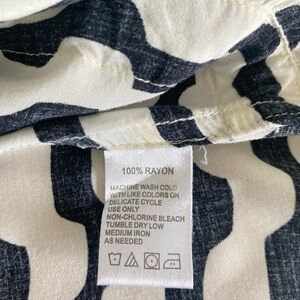 100% RAYON
MACHINE WASH COLD
WITH LIKE COLORS ON
DELICATE CYCLE
USE ONLY
NON-CHLORINE BLEACH
TUMBLE DRY LOW
MEDIUM IRON
AS NEEDED